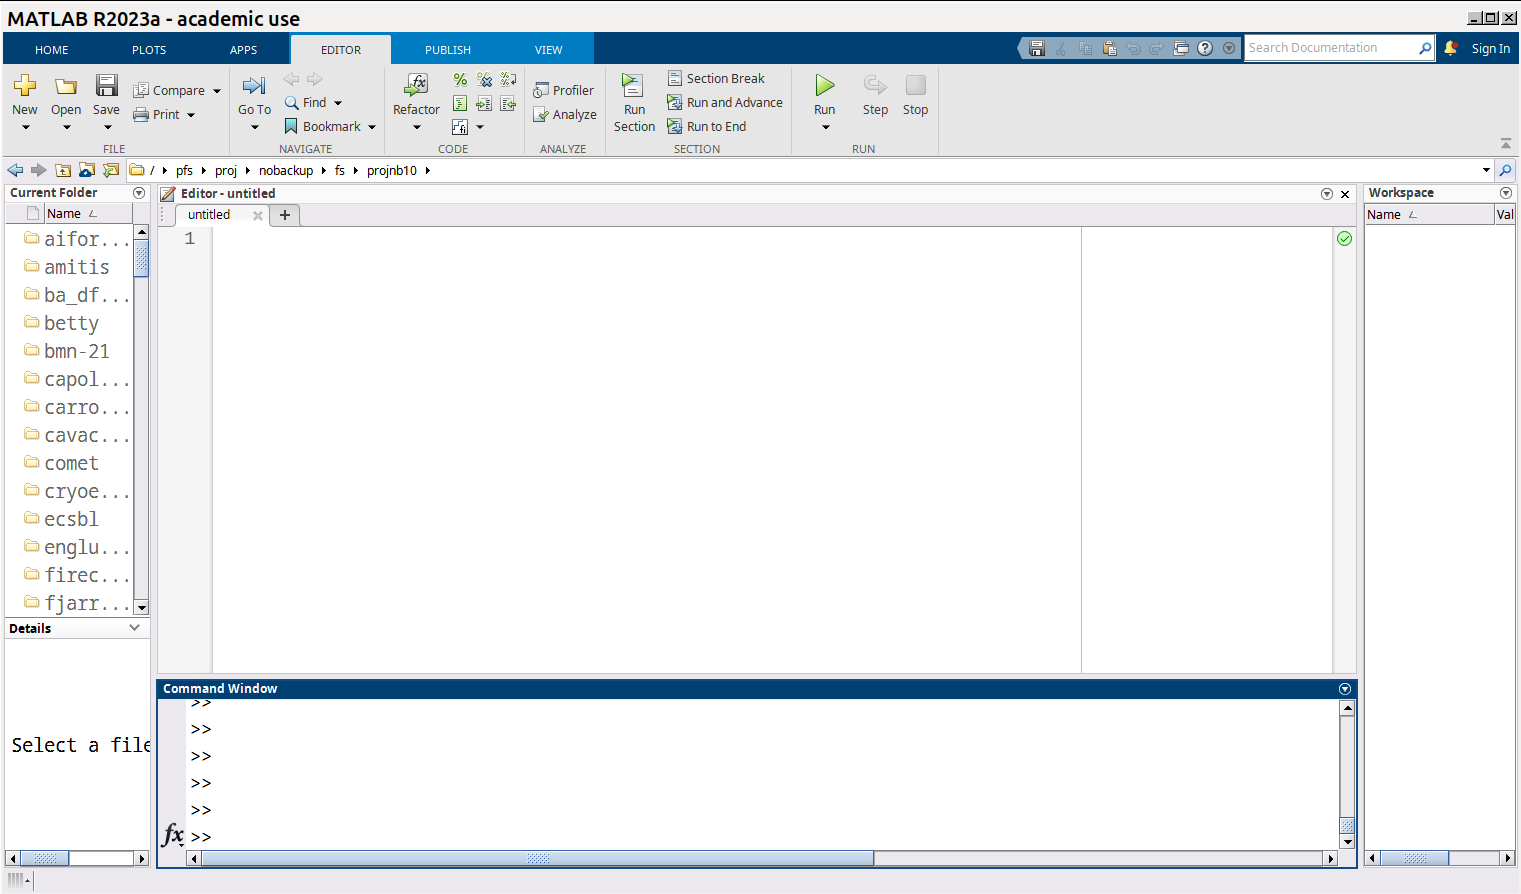 MATLAB R2023a - academic use
HOME PLOTS APPS EDITOR PUBLISH VIEW Search Documentation Sign In
New Open Save Compare Print Go To Find Bookmark Refactor Profiler Analyze Run Section Section Break Run and Advance Run to End Run Step Stop
FILE NAVIGATE CODE ANALYZE SECTION RUN
/ pfs proj nobackup fs projnb10
Current Folder
Name
aifor...
amitis
ba_df...
betty
bmn-21
capol...
carro...
cavac...
comet
cryoe...
ecsbl
englu...
firec...
fjarr...
Details
Select a file
Editor - untitled
untitled +
1
Command Window
>>
>>
>>
>>
>>
fx >>
Workspace
Name Val